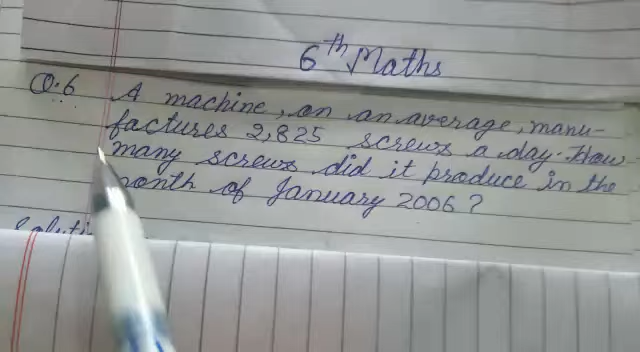 6th Maths
Q.6 A machine, on an average, manu-
factures 2,825 screws a day. How
many screws did it produce in the
month of January 2006?